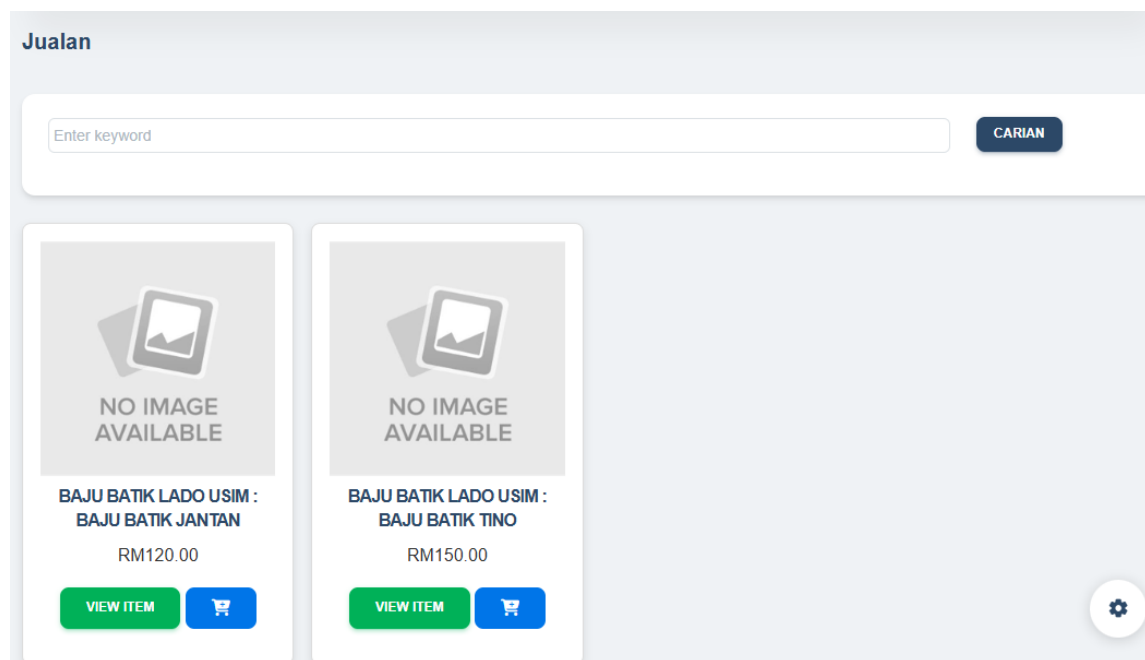 Jualan
Enter keyword
CARIAN
NO IMAGE
AVAILABLE
BAJU BATIK LADO USIM :
BAJU BATIK JANTAN
RM120.00
VIEW ITEM
NO IMAGE
AVAILABLE
BAJU BATIK LADO USIM :
BAJU BATIK TINO
RM150.00
VIEW ITEM